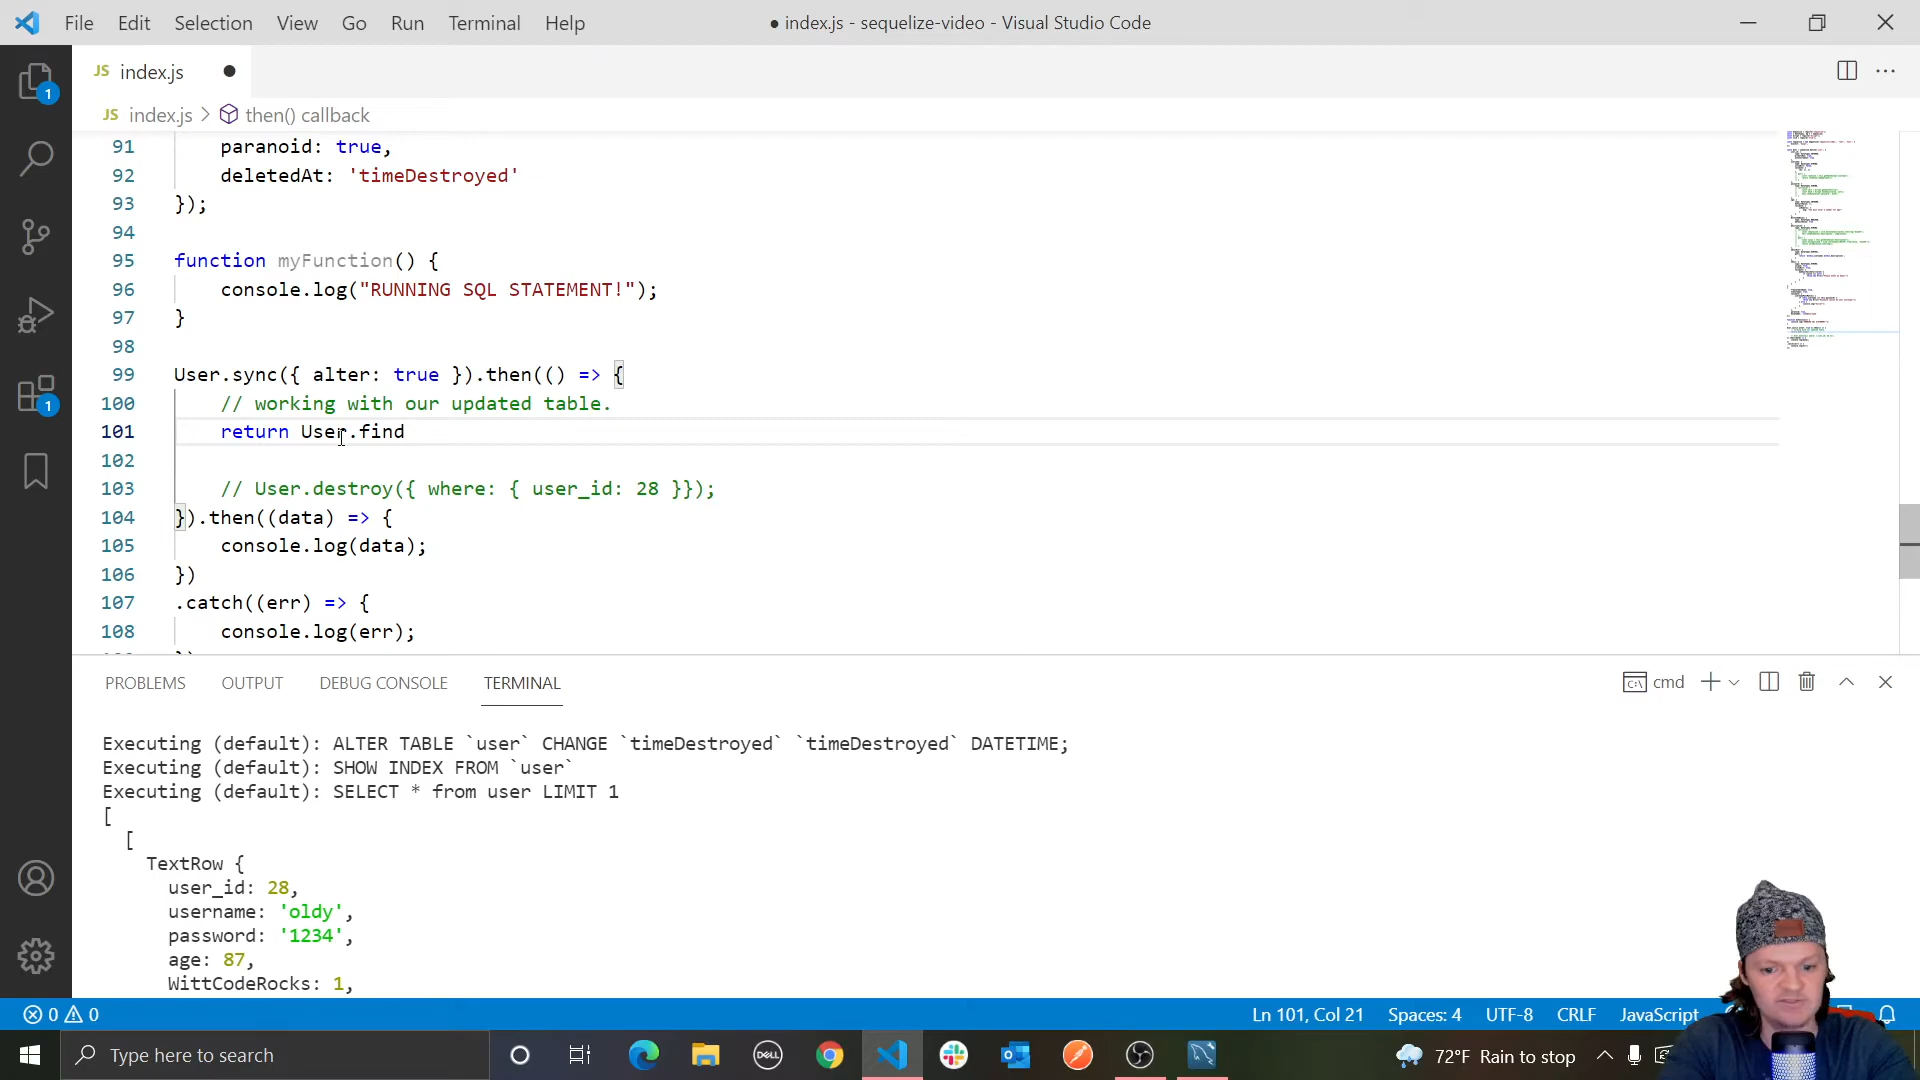 File Edit Selection View Go Run Terminal Help
● index.js - sequelize-video - Visual Studio Code
JS index.js ●
JS index.js > then() callback
91 paranoid: true,
92 deletedAt: 'timeDestroyed'
93 });
94
95 function myFunction() {
96 console.log("RUNNING SQL STATEMENT!");
97 }
98
99 User.sync({ alter: true }).then(() => {
100 // working with our updated table.
101 return User.find
102
103 // User.destroy({ where: { user_id: 28 }});
104 }).then((data) => {
105 console.log(data);
106 })
107 .catch((err) => {
108 console.log(err);
1
1
PROBLEMS OUTPUT DEBUG CONSOLE TERMINAL
cmd
Executing (default): ALTER TABLE `user` CHANGE `timeDestroyed` `timeDestroyed` DATETIME;
Executing (default): SHOW INDEX FROM `user`
Executing (default): SELECT * from user LIMIT 1
[
[
TextRow {
user_id: 28,
username: 'oldy',
password: '1234',
age: 87,
WittCodeRocks: 1,
0 0
Ln 101, Col 21 Spaces: 4 UTF-8 CRLF JavaScript
Type here to search
DELL
72°F Rain to stop